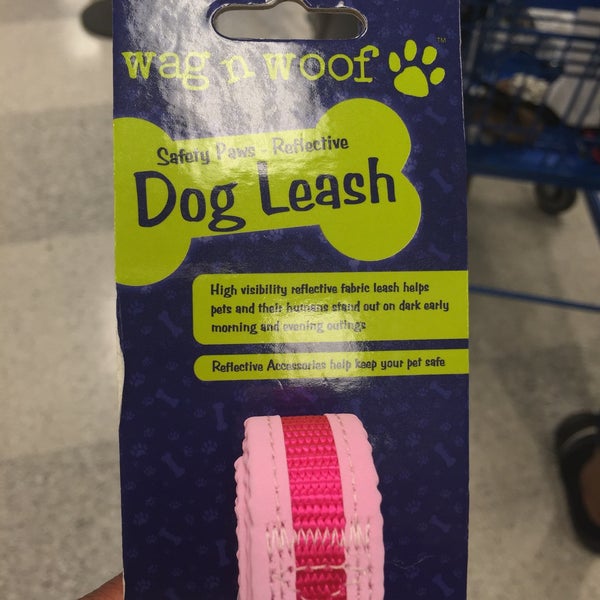 wag n woof™
Safety Paws - Reflective
Dog Leash
High visibility reflective fabric leash helps
pets and their humans stand out on dark early
morning and evening outings
Reflective Accessories help keep your pet safe